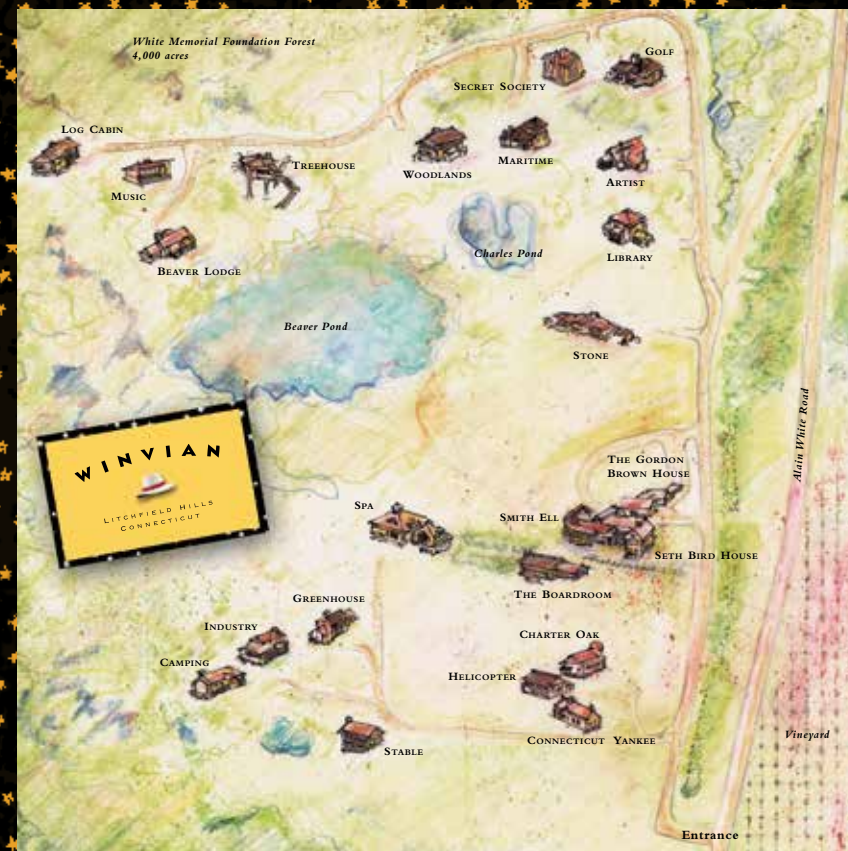 White Memorial Foundation Forest
4,000 acres
Golf
Secret Society
Log Cabin
Maritime
Treehouse
Woodlands
Artist
Music
Charles Pond
Library
Beaver Lodge
Beaver Pond
Stone
Alain White Road
WINVIAN
Litchfield Hills
Connecticut
The Gordon
Brown House
Spa
Smith Ell
Seth Bird House
The Boardroom
Greenhouse
Industry
Charter Oak
Camping
Helicopter
Connecticut Yankee
Vineyard
Stable
Entrance